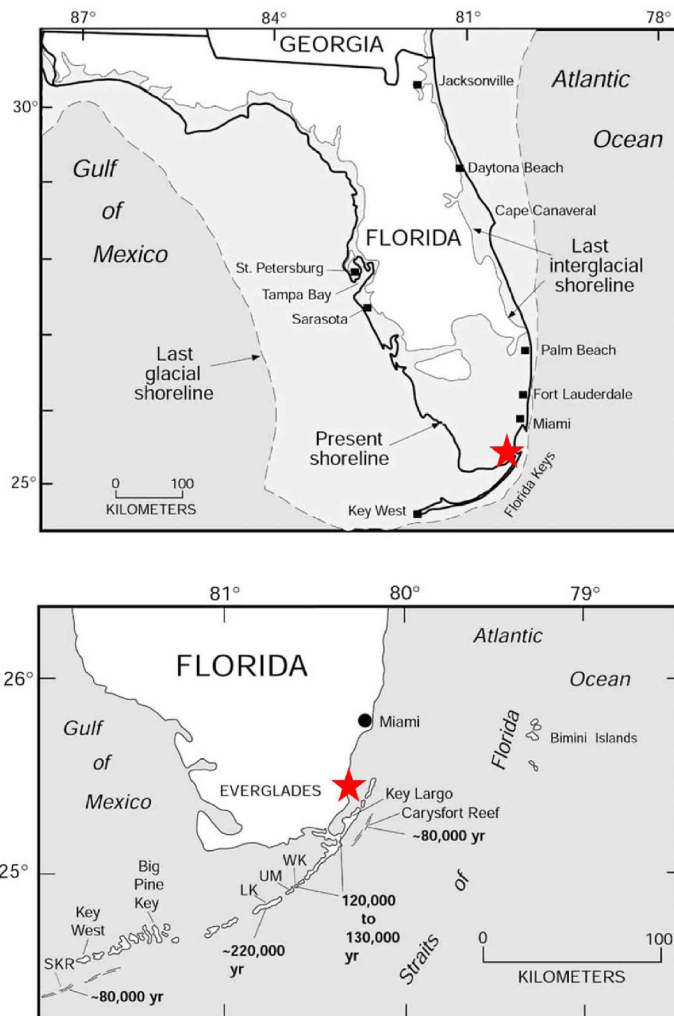 87°
84°
81°
78°
GEORGIA
Jacksonville
Atlantic
Ocean
30°
Gulf
of
Mexico
Daytona Beach
Cape Canaveral
FLORIDA
Last
interglacial
shoreline
St. Petersburg
Tampa Bay
Sarasota
Last
glacial
shoreline
Palm Beach
Fort Lauderdale
Miami
Present
shoreline
25°
0 100
KILOMETERS
Key West
Florida Keys
81°
80°
79°
Atlantic
Ocean
FLORIDA
26°
Gulf
of
Mexico
Miami
Florida
Bimini Islands
EVERGLADES
Key Largo
Carysfort Reef
~80,000 yr
25°
Big
Pine
Key
WK
UM
LK
of
120,000
to
130,000
yr
Key
West
~220,000
yr
Straits
0 100
KILOMETERS
SKR
~80,000 yr